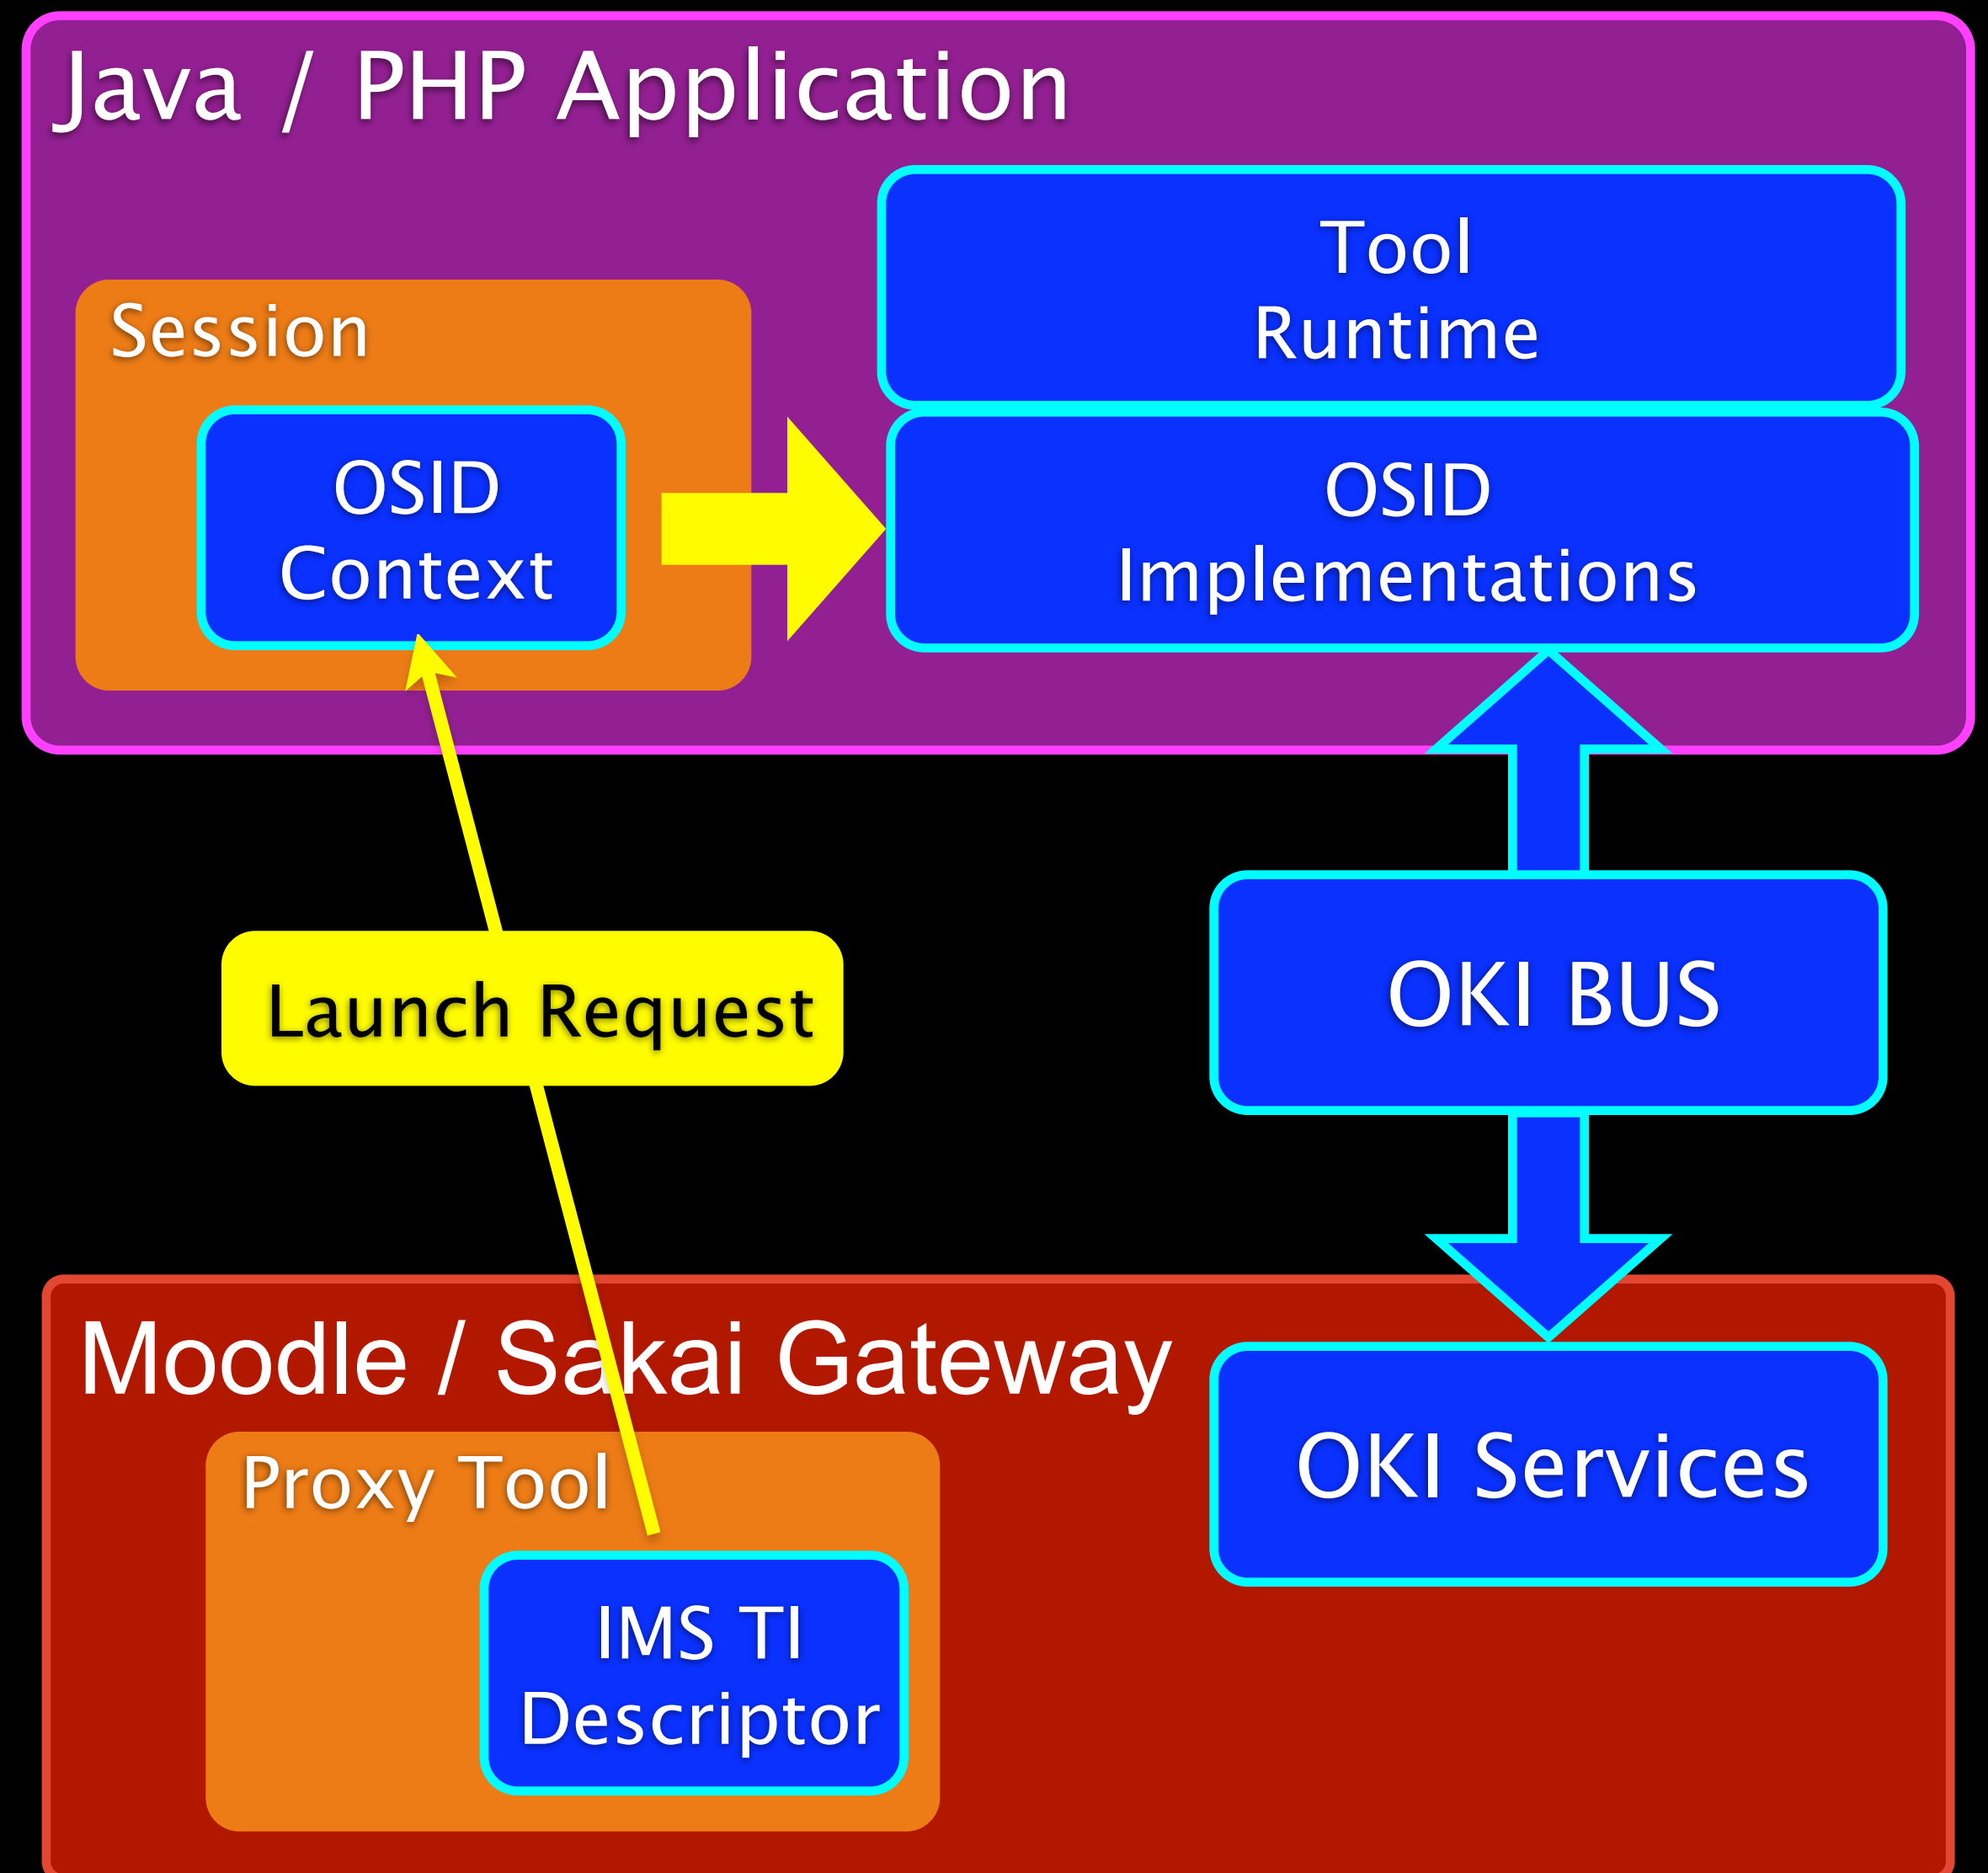 Java / PHP Application
Tool
Runtime
Session
OSID
Context
OSID
Implementations
Launch Request
OKI BUS
Moodle / Sakai Gateway
OKI Services
Proxy Tool
IMS TI
Descriptor